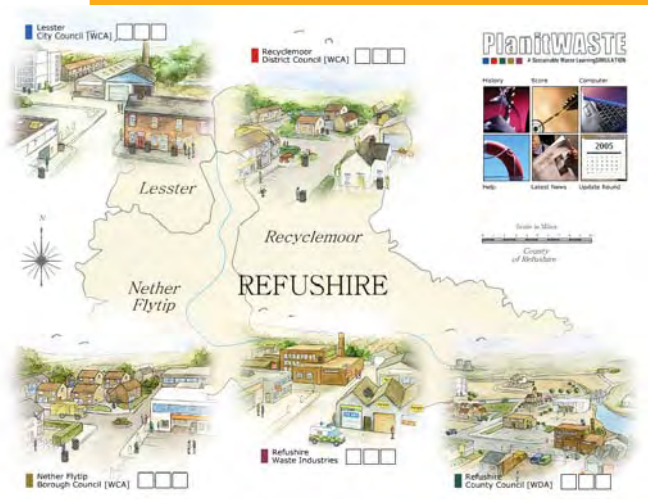 Lesster
City Council [WCA]
Recyclemoor
District Council [WCA]
PlanitWASTE
A Sustainable Waste LearningSIMULATION
History Score Computer
2005
Help Latest News Update Round
Lesster
N
Scale in Miles
County
of Refushire
Recyclemoor
Nether
Flytip
REFUSHIRE
Nether Flytip
Borough Council [WCA]
Refushire
Waste Industries
Refushire
County Council [WDA]